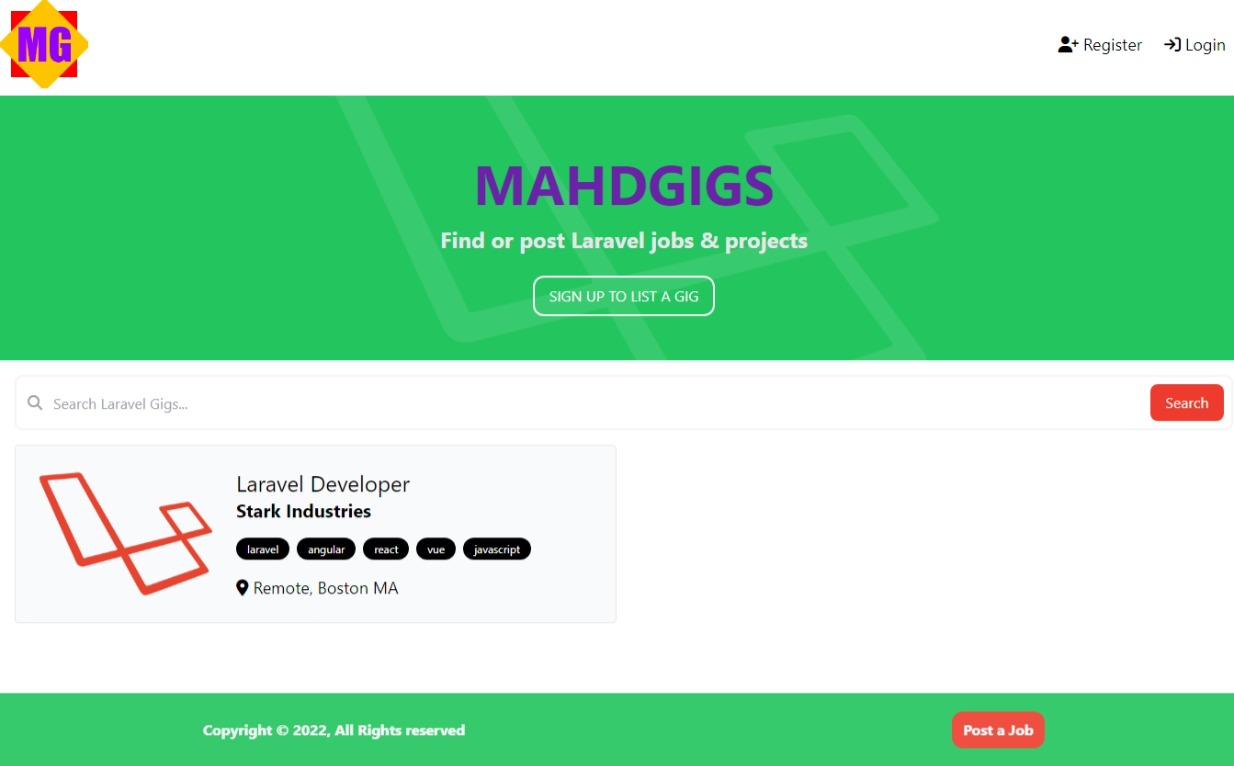 MG
Register Login
MAHDGIGS
Find or post Laravel jobs & projects
SIGN UP TO LIST A GIG
Search Laravel Gigs... Search
Laravel Developer
Stark Industries
laravel angular react vue javascript
Remote, Boston MA
Copyright © 2022, All Rights reserved Post a Job